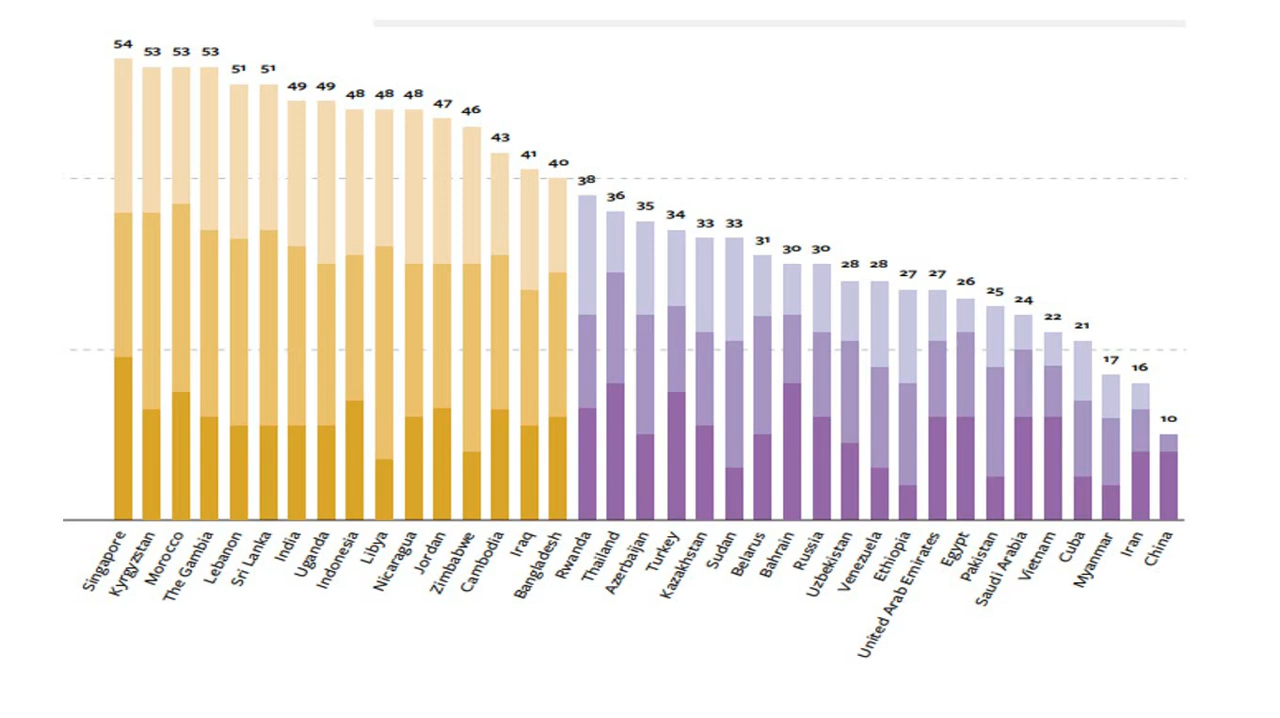 54
53
53
53
51
51
49
49
48
48
48
47
46
43
41
40
38
36
35
34
33
33
31
30
30
28
28
27
27
26
25
24
22
21
17
16
10
Singapore
Kyrgyzstan
Morocco
The Gambia
Lebanon
Sri Lanka
India
Uganda
Indonesia
Libya
Nicaragua
Jordan
Zimbabwe
Cambodia
Iraq
Bangladesh
Rwanda
Thailand
Azerbaijan
Turkey
Kazakhstan
Sudan
Belarus
Bahrain
Russia
Uzbekistan
Venezuela
Ethiopia
United Arab Emirates
Egypt
Pakistan
Saudi Arabia
Vietnam
Cuba
Myanmar
Iran
China